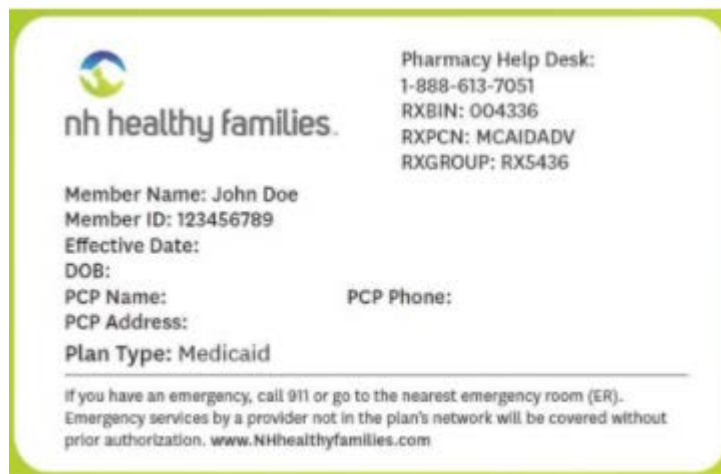 nh healthy families™
Pharmacy Help Desk:
1-888-613-7051
RXBIN: 004336
RXPCN: MCAIDADV
RXGROUP: RX5436
Member Name: John Doe
Member ID: 123456789
Effective Date:
DOB:
PCP Name: PCP Phone:
PCP Address:
Plan Type: Medicaid
If you have an emergency, call 911 or go to the nearest emergency room (ER).
Emergency services by a provider not in the plan's network will be covered without
prior authorization. www.NHhealthyfamilies.com